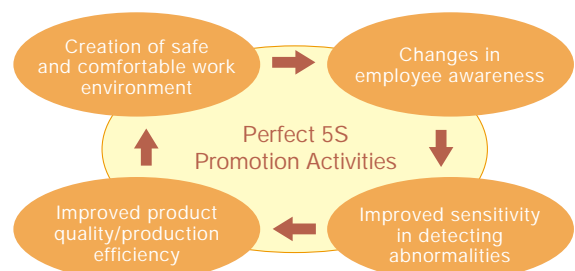 Creation of safe
and comfortable work
environment
Changes in
employee awareness
Perfect 5S
Promotion Activities
Improved product
quality/production
efficiency
Improved sensitivity
in detecting
abnormalities